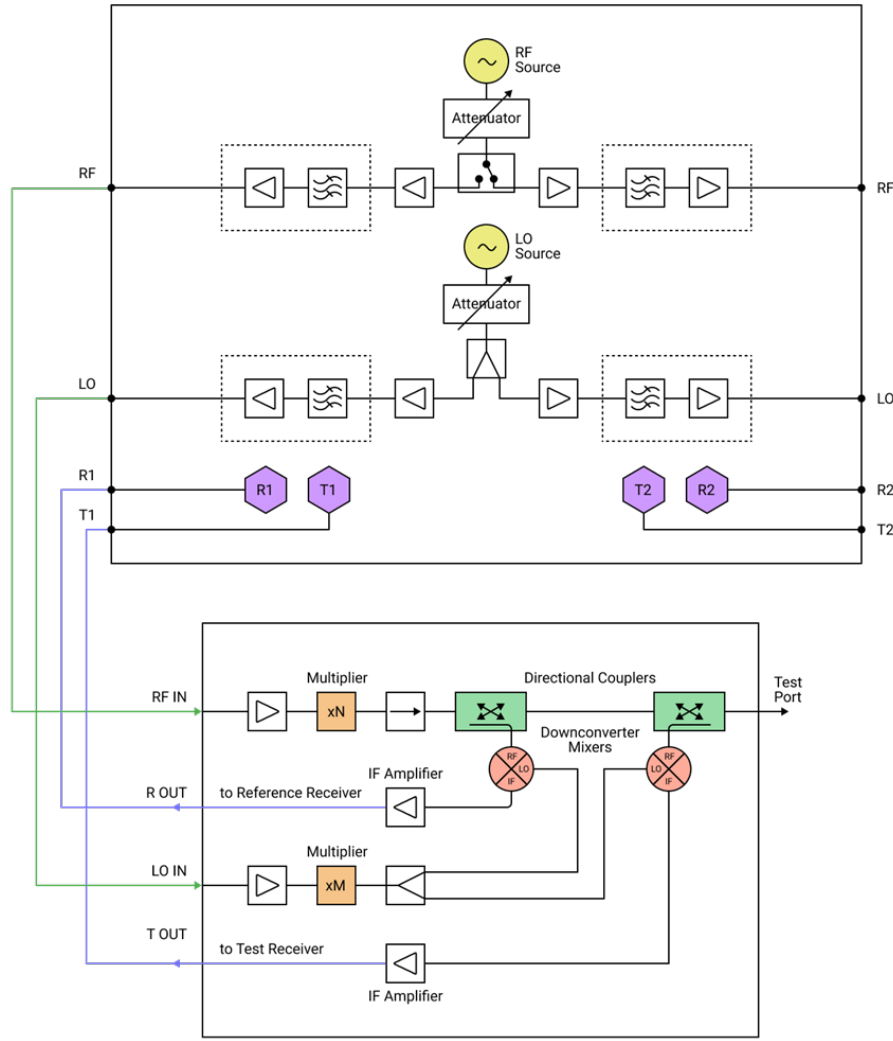 RF
Source
Attenuator
RF
RF
LO
Source
Attenuator
LO
LO
R1
R1
T1
T2
R2
R2
T1
T2
Multiplier
Directional Couplers
Test
Port
RF IN
xN
Downconverter
Mixers
RF
LO
IF
RF
LO
IF
IF Amplifier
R OUT
to Reference Receiver
Multiplier
LO IN
xM
T OUT
to Test Receiver
IF Amplifier